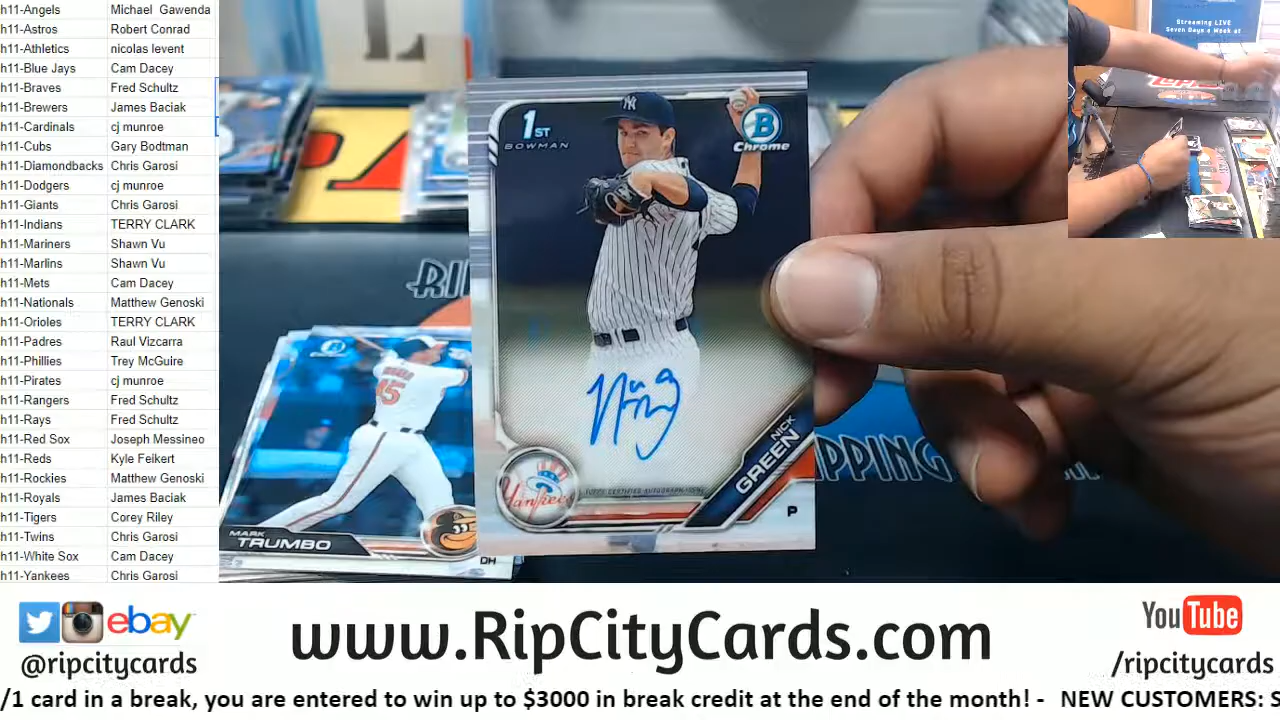 h11-Angels Michael Gawenda
h11-Astros Robert Conrad
h11-Athletics nicolas levent
h11-Blue Jays Cam Dacey
h11-Braves Fred Schultz
h11-Brewers James Baciak
h11-Cardinals cj munroe
h11-Cubs Gary Bodtman
h11-Diamondbacks Chris Garosi
h11-Dodgers cj munroe
h11-Giants Chris Garosi
h11-Indians TERRY CLARK
h11-Mariners Shawn Vu
h11-Marlins Shawn Vu
h11-Mets Cam Dacey
h11-Nationals Matthew Genoski
h11-Orioles TERRY CLARK
h11-Padres Raul Vizcarra
h11-Phillies Trey McGuire
h11-Pirates cj munroe
h11-Rangers Fred Schultz
h11-Rays Fred Schultz
h11-Red Sox Joseph Messineo
h11-Reds Kyle Feikert
h11-Rockies Matthew Genoski
h11-Royals James Baciak
h11-Tigers Corey Riley
h11-Twins Chris Garosi
h11-White Sox Cam Dacey
h11-Yankees Chris Garosi
1ST
BOWMAN
B
Chrome
NY
NICK
GREEN
P
Yankees
TOPPS CERTIFIED AUTOGRAPH ISSUE
45
MARK
TRUMBO
DH
RI
IPPING
Streaming LIVE
Seven Days a Week at
ebay
@ripcitycards
www.RipCityCards.com
YouTube
/ripcitycards
/1 card in a break, you are entered to win up to $3000 in break credit at the end of the month! - NEW CUSTOMERS: S